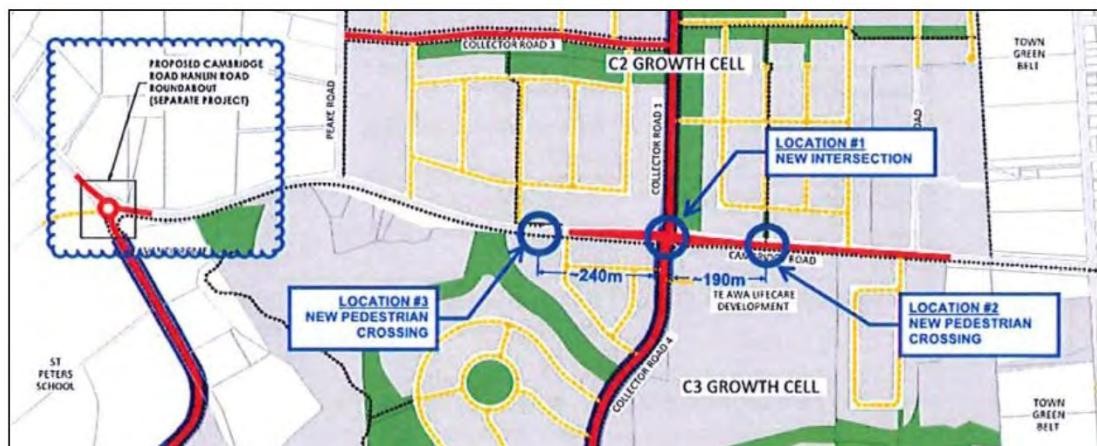 PROPOSED CAMBRIDGE
ROAD HANLIN ROAD
ROUNDABOUT
(SEPARATE PROJECT)
PEAKE ROAD
COLLECTOR ROAD 3
C2 GROWTH CELL
COLLECTOR ROAD 1
TOWN
GREEN
BELT
LOCATION #1
NEW INTERSECTION
CAMBRIDGE ROAD
~240m
~190m
TE AWA LIFECARE
DEVELOPMENT
LOCATION #3
NEW PEDESTRIAN
CROSSING
LOCATION #2
NEW PEDESTRIAN
CROSSING
ST
PETERS
SCHOOL
COLLECTOR ROAD 4
C3 GROWTH CELL
TOWN
GREEN
BELT